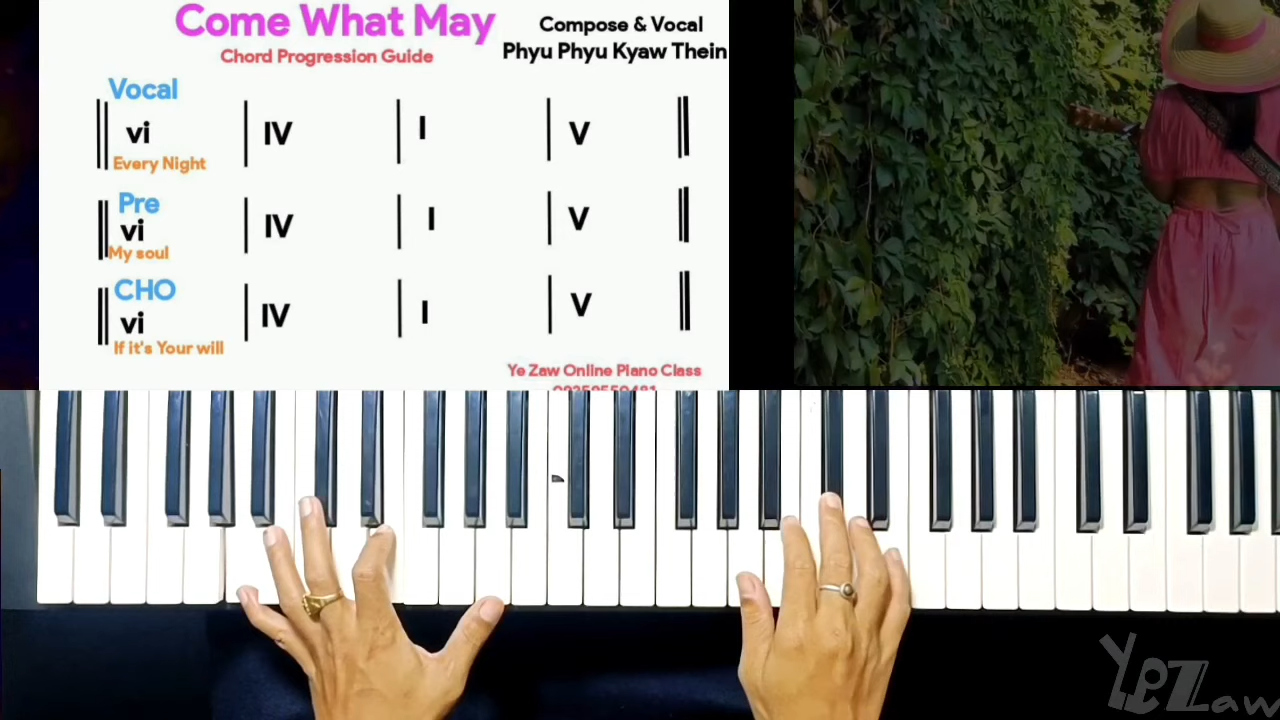 Come What May
Compose & Vocal
Chord Progression Guide
Phyu Phyu Kyaw Thein
Vocal
vi IV I V
Every Night
Pre
vi IV I V
My soul
CHO
vi IV I V
If it's Your will
Ye Zaw Online Piano Class
YeZaw